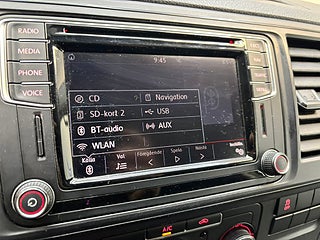 RADIO
MEDIA
PHONE
VOICE
9:45
CD
Navigation
SD-kort 2
USB
BT-audio
AUX
WLAN
Källa
Val
Föregående
Spela
Nästa
A/C